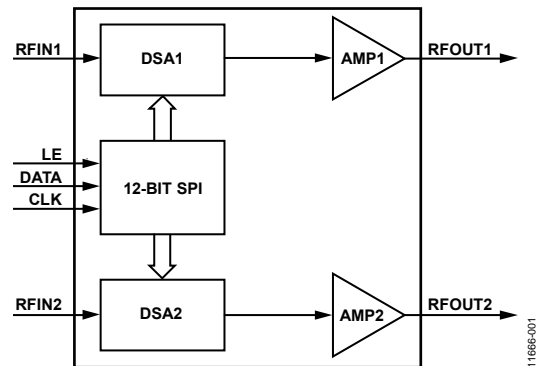 RFIN1
DSA1
AMP1
RFOUT1
LE
DATA
CLK
12-BIT SPI
RFIN2
DSA2
AMP2
RFOUT2
11666-001